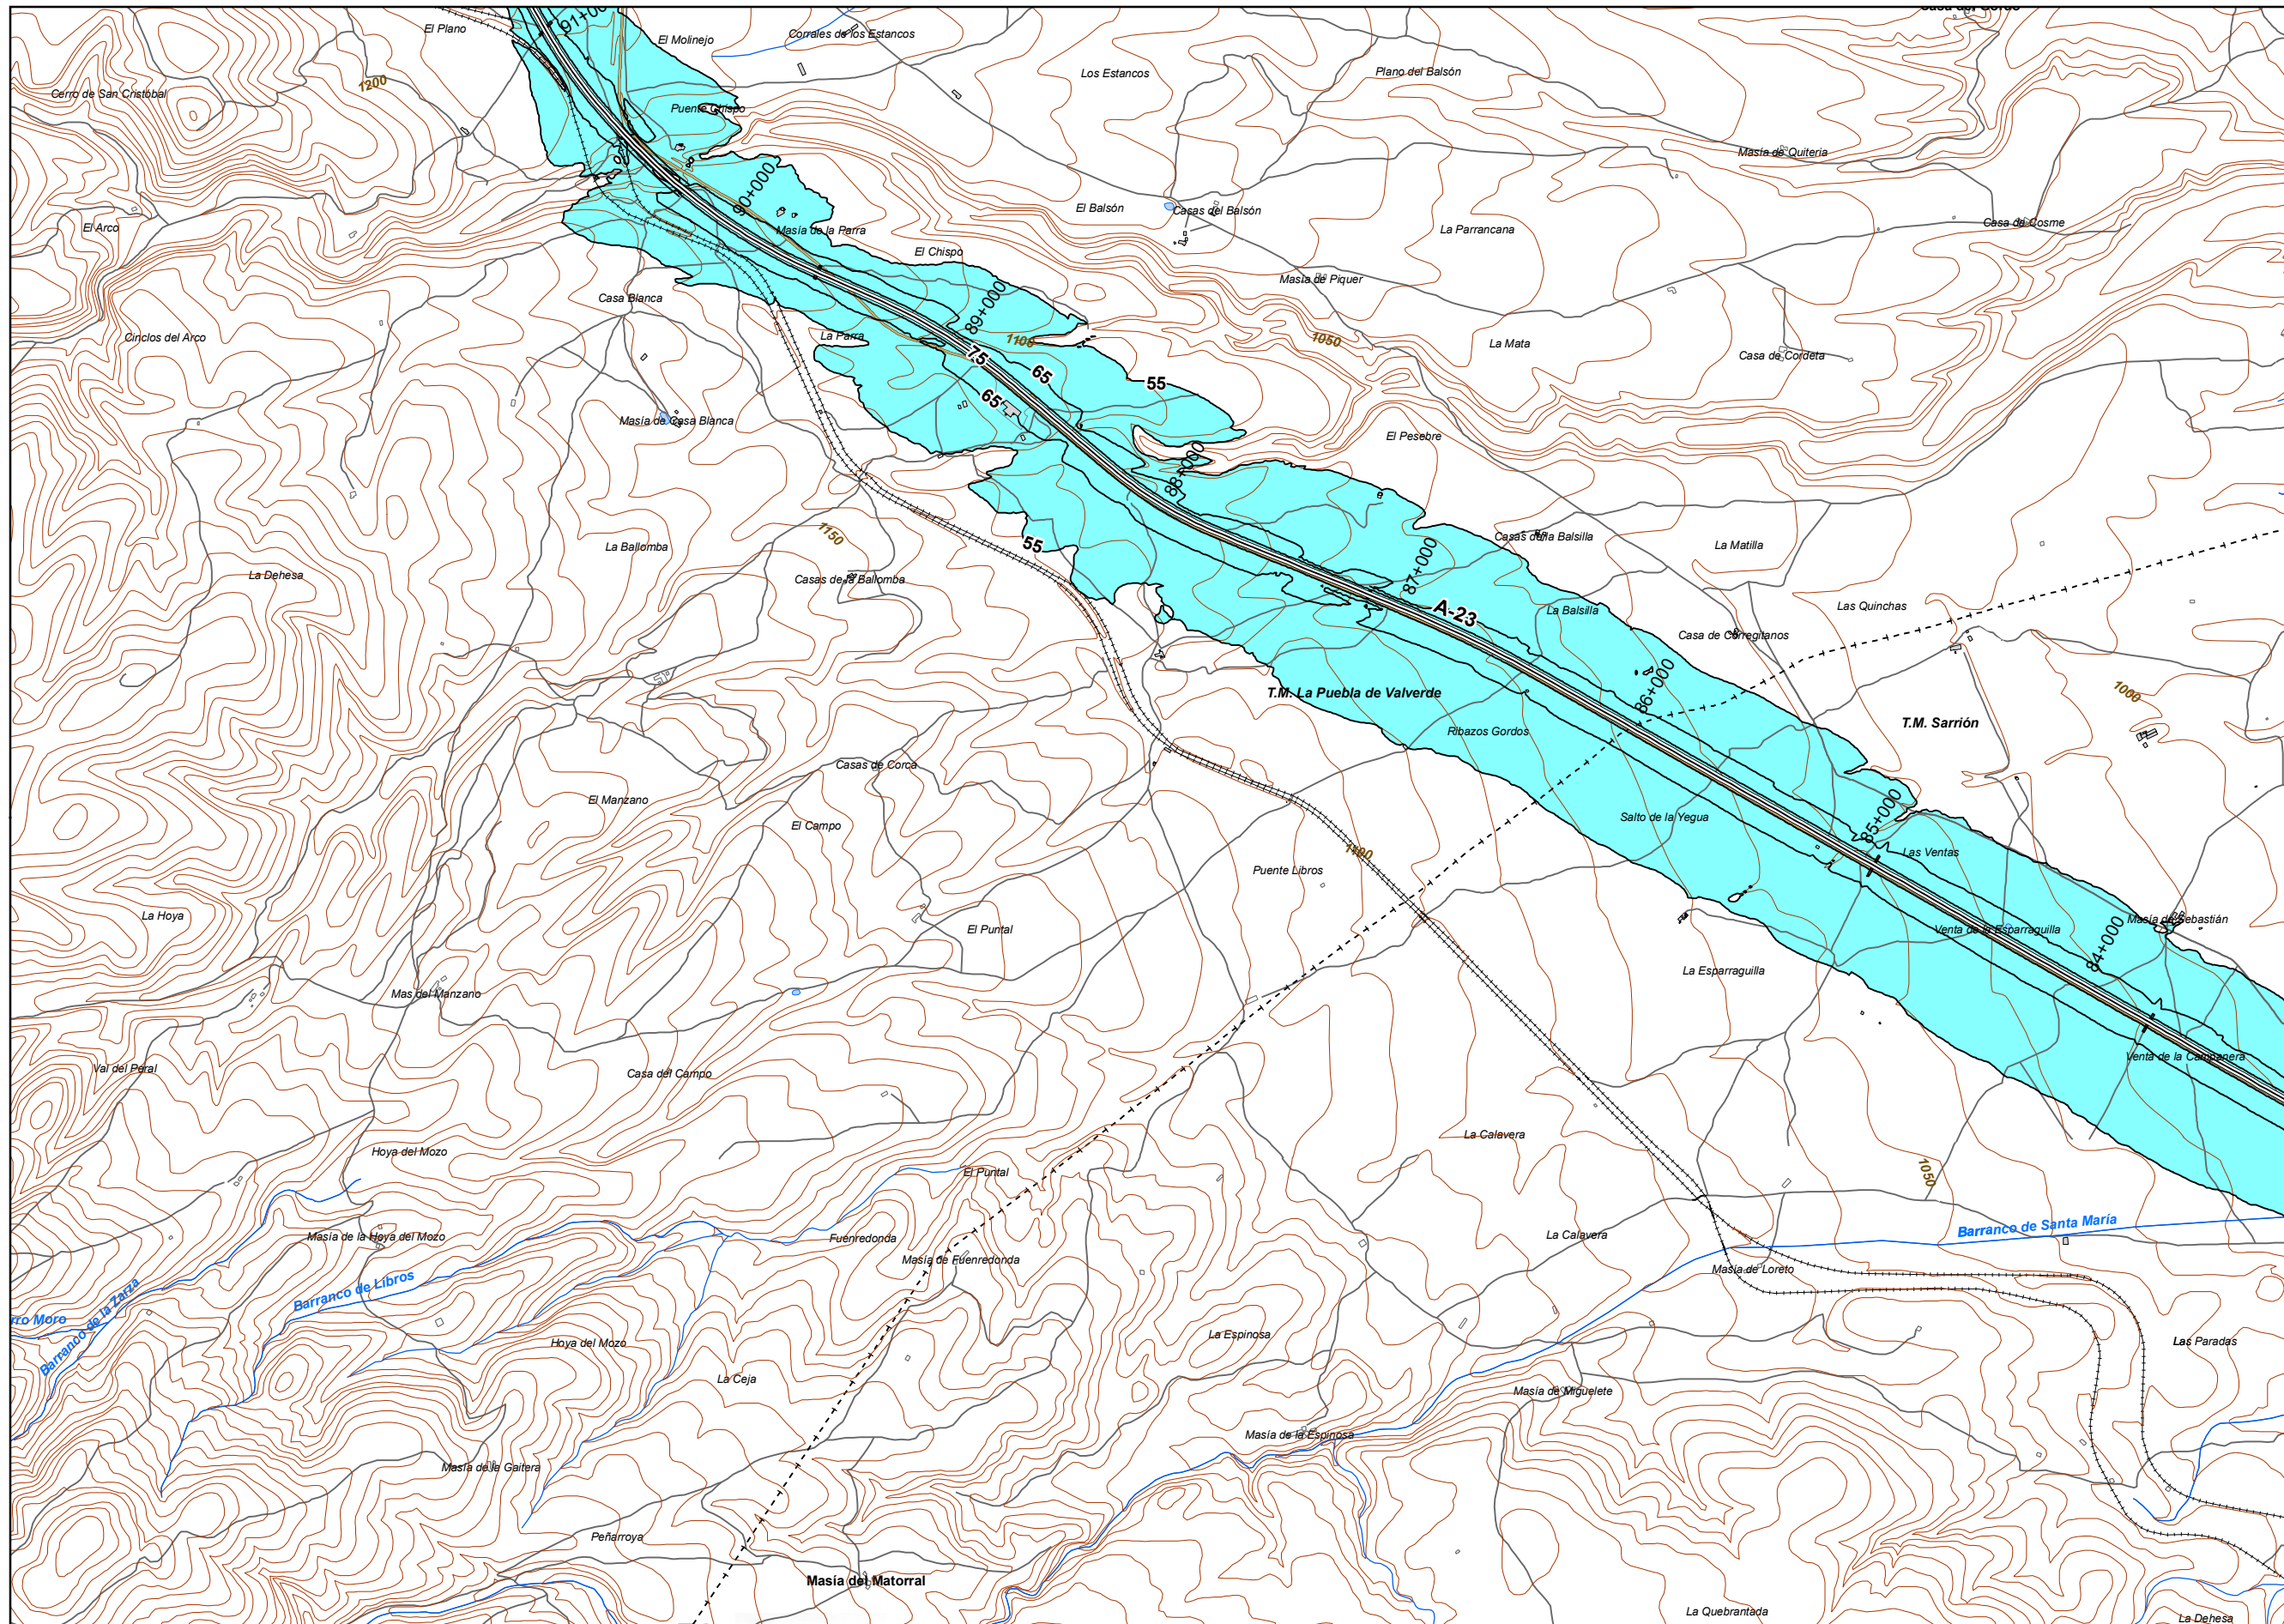 91+00
El Plano
El Molinejo
Corrales de los Estancos
Los Estancos
Plano del Balsón
Cerro de San Cristóbal
1200
Puente Chispo
Masía de Quiteria
90+000
El Arco
Masía de la Parra
El Balsón
Casas del Balsón
La Parrancana
Casa de Cosme
El Chispo
Masía de Piquer
Casa Blanca
89+000
Cinclos del Arco
La Parra
1100
1050
La Mata
Casa de Cordeta
75
65
55
65
Masía de Casa Blanca
El Pesebre
88+000
1150
55
La Ballomba
Casas de la Balsilla
La Matilla
87+000
La Dehesa
Casas de la Ballomba
A-23
La Balsilla
Las Quinchas
Casa de Corregitanos
86+000
T.M. La Puebla de Valverde
1000
T.M. Sarrión
Ribazos Gordos
Casas de Corca
El Manzano
El Campo
Salto de la Yegua
85+000
1100
Las Ventas
Puente Libros
La Hoya
El Puntal
Masía de Sebastián
Venta de la Esparraguilla
84+000
La Esparraguilla
Mas del Manzano
Venta de la Campanera
Val del Peral
Casa del Campo
La Calavera
Hoya del Mozo
El Puntal
1050
Barranco de Santa María
Masía de la Hoya del Mozo
Fuenredonda
La Calavera
Masía de Fuenredonda
Masía de Loreto
Barranco de Libros
rro Moro
Barranco de la Zarza
Hoya del Mozo
La Espinosa
Las Paradas
La Ceja
Masía de Miguelete
Masía de la Espinosa
Masía de la Gaitera
Peñarroya
Masía del Matorral
La Quebrantada
La Dehesa